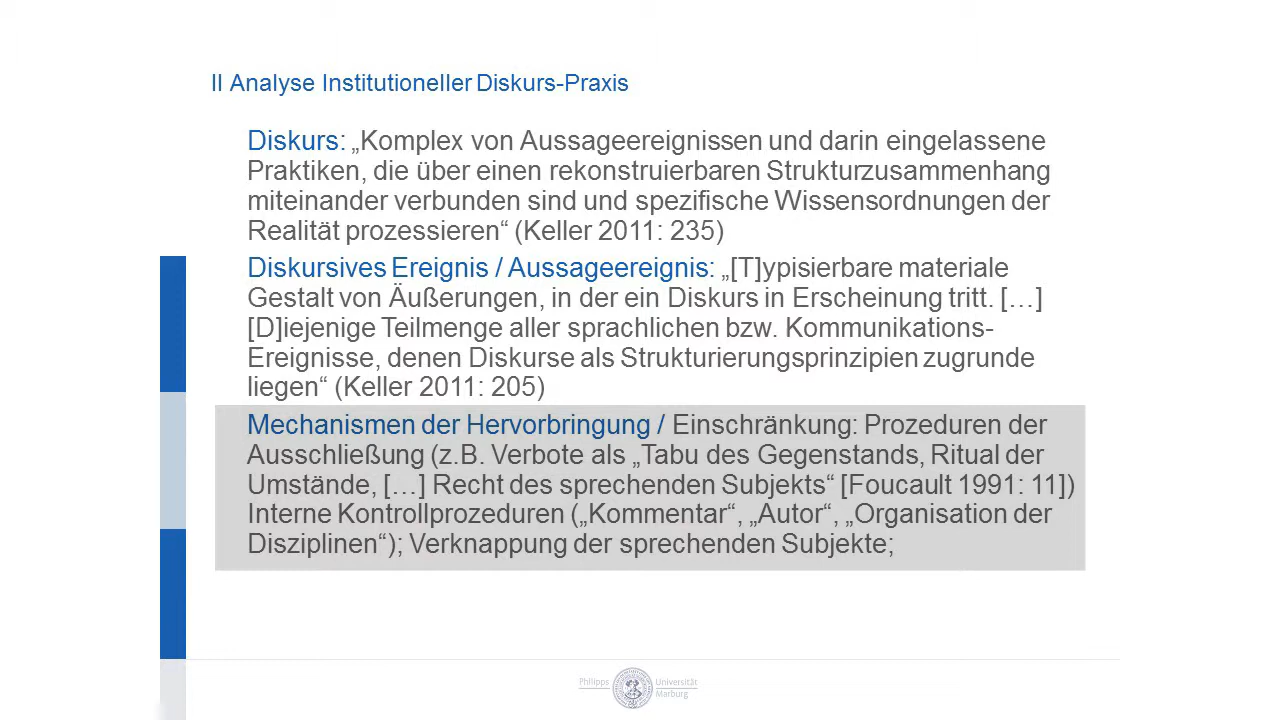 II Analyse Institutioneller Diskurs-Praxis
Diskurs: „Komplex von Aussageereignissen und darin eingelassene
Praktiken, die über einen rekonstruierbaren Strukturzusammenhang
miteinander verbunden sind und spezifische Wissensordnungen der
Realität prozessieren“ (Keller 2011: 235)
Diskursives Ereignis / Aussageereignis: „[T]ypisierbare materiale
Gestalt von Äußerungen, in der ein Diskurs in Erscheinung tritt. […]
[D]iejenige Teilmenge aller sprachlichen bzw. Kommunikations-
Ereignisse, denen Diskurse als Strukturierungsprinzipien zugrunde
liegen“ (Keller 2011: 205)
Mechanismen der Hervorbringung / Einschränkung: Prozeduren der
Ausschließung (z.B. Verbote als „Tabu des Gegenstands, Ritual der
Umstände, […] Recht des sprechenden Subjekts“ [Foucault 1991: 11])
Interne Kontrollprozeduren („Kommentar“, „Autor“, „Organisation der
Disziplinen“); Verknappung der sprechenden Subjekte;
Philipps Universität
Marburg